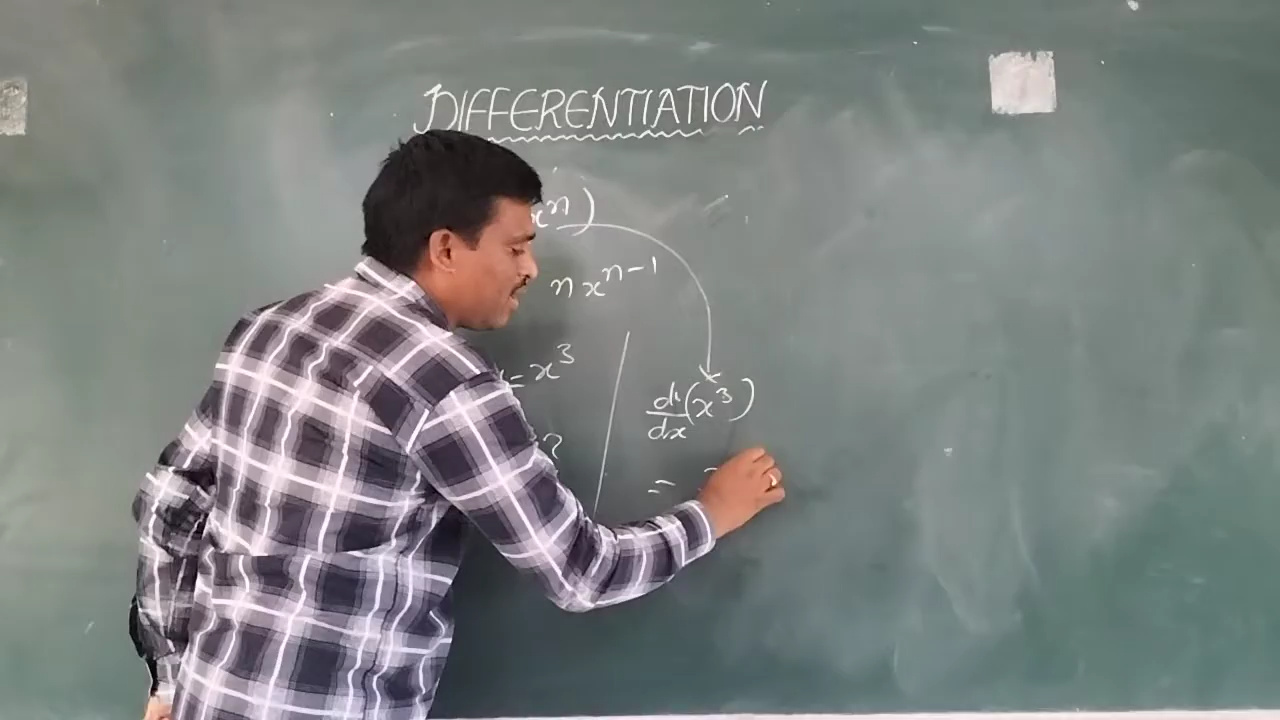 DIFFERENTIATION
xⁿ)
n xⁿ⁻¹
= x³
d/dx (x³)
=